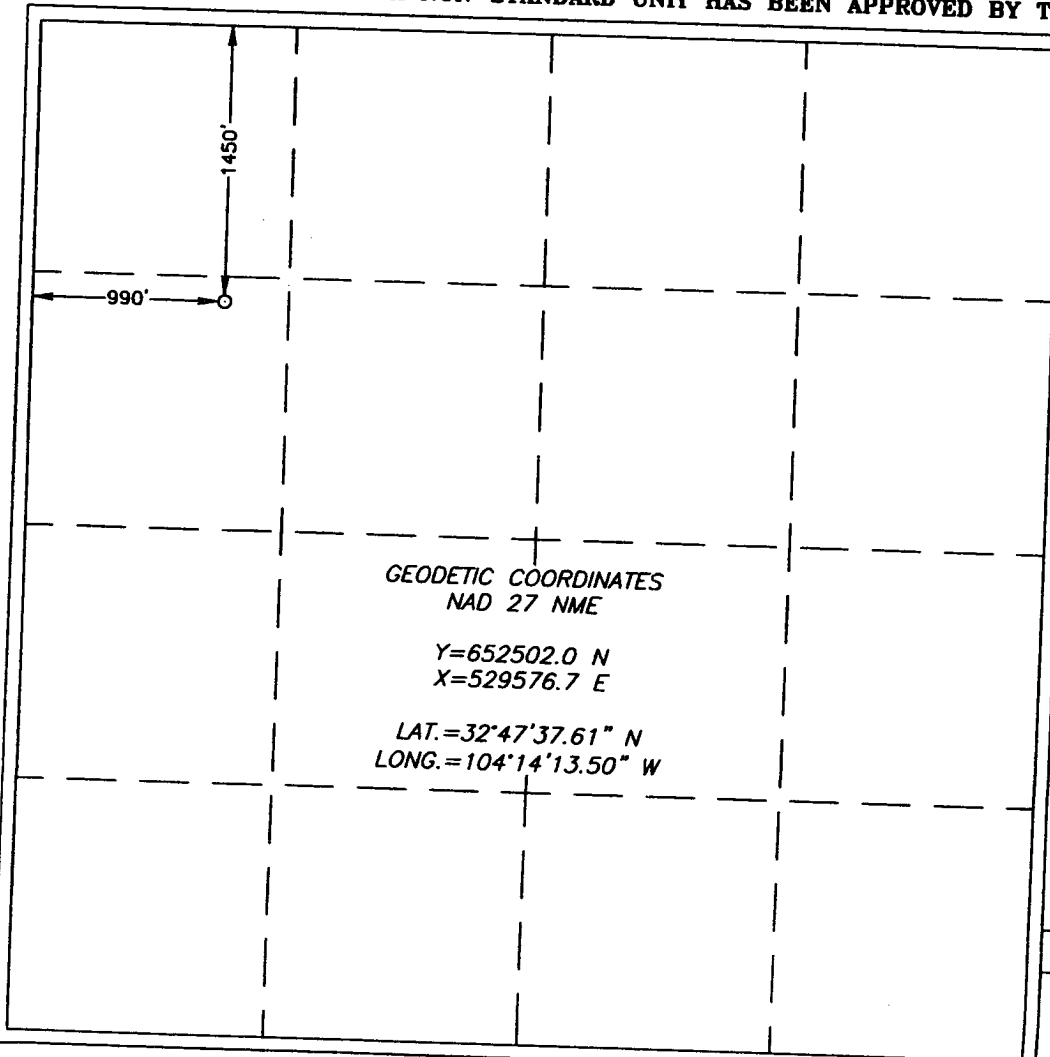 STANDARD UNIT HAS BEEN APPROVED BY T
1450'
990'
GEODETIC COORDINATES
NAD 27 NME
Y=652502.0 N
X=529576.7 E
LAT.=32°47'37.61" N
LONG.=104°14'13.50" W